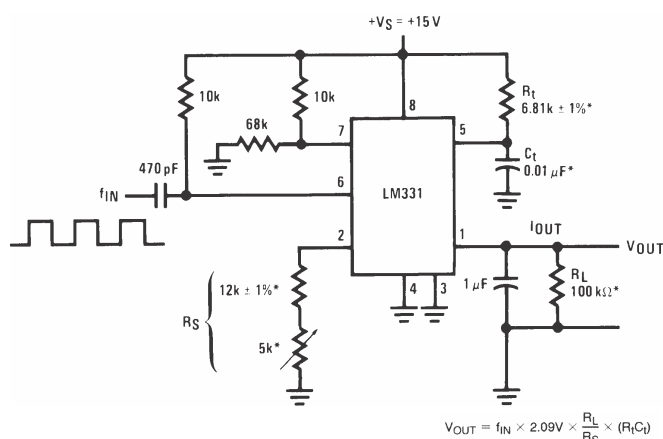 +VS = +15 V
10k
10k
Rt
6.81k ± 1%*
8
68k
7
5
Ct
0.01 µF*
470 pF
fIN
6
LM331
IOUT
2
1
VOUT
12k ± 1%*
RS
1 µF
RL
100 kΩ*
4
3
5k*
VOUT = fIN × 2.09V × RL/RS × (RtCt)